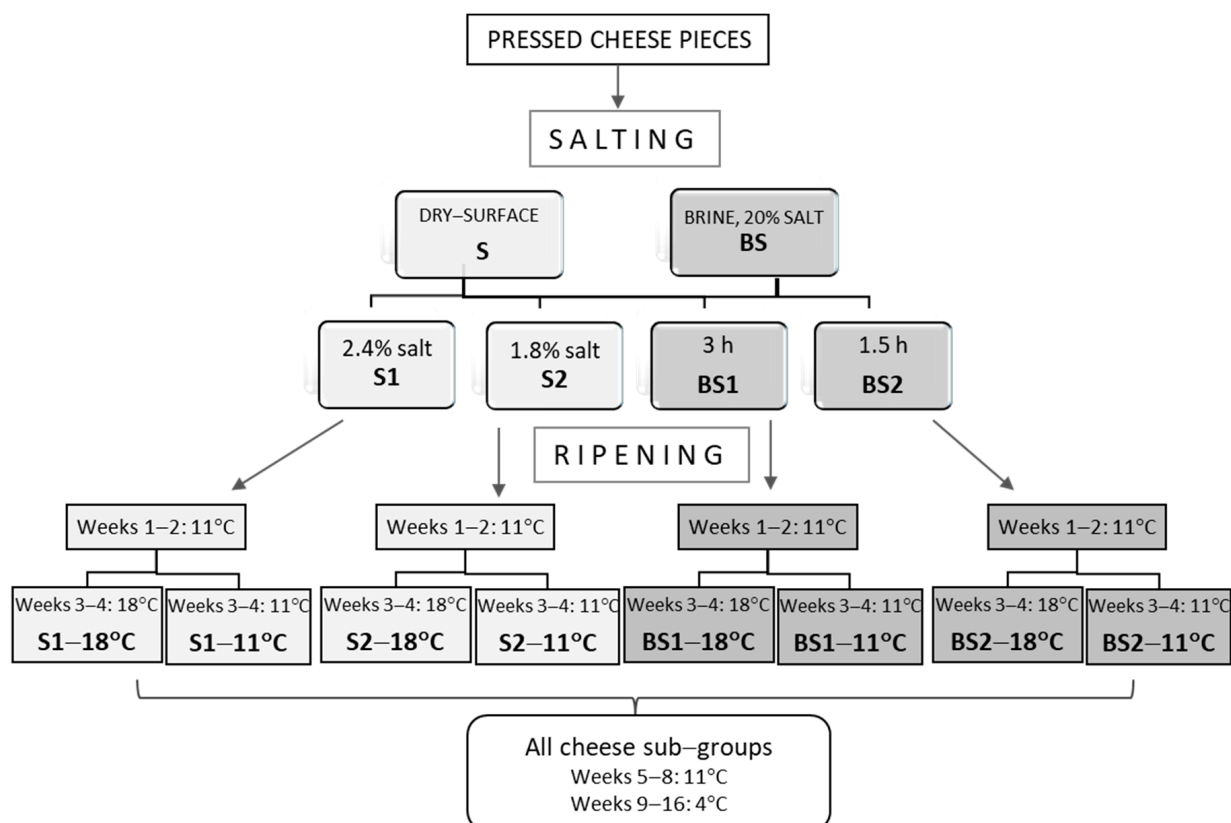 PRESSED CHEESE PIECES
SALTING
DRY–SURFACE
S
BRINE, 20% SALT
BS
2.4% salt
S1
1.8% salt
S2
3 h
BS1
1.5 h
BS2
RIPENING
Weeks 1–2: 11°C
Weeks 1–2: 11°C
Weeks 1–2: 11°C
Weeks 1–2: 11°C
Weeks 3–4: 18°C
S1–18°C
Weeks 3–4: 11°C
S1–11°C
Weeks 3–4: 18°C
S2–18°C
Weeks 3–4: 11°C
S2–11°C
Weeks 3–4: 18°C
BS1–18°C
Weeks 3–4: 11°C
BS1–11°C
Weeks 3–4: 18°C
BS2–18°C
Weeks 3–4: 11°C
BS2–11°C
All cheese sub–groups
Weeks 5–8: 11°C
Weeks 9–16: 4°C